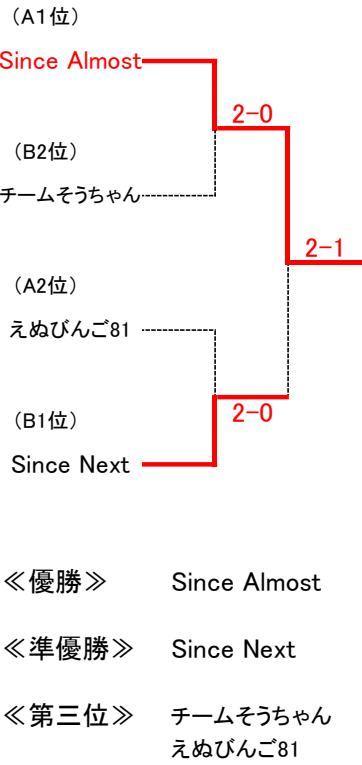 （A1位）
Since Almost
2-0
（B2位）
チームそうちゃん
2-1
（A2位）
えぬびんご81
2-0
（B1位）
Since Next
≪優勝≫ Since Almost
≪準優勝≫ Since Next
≪第三位≫ チームそうちゃん
えぬびんご81